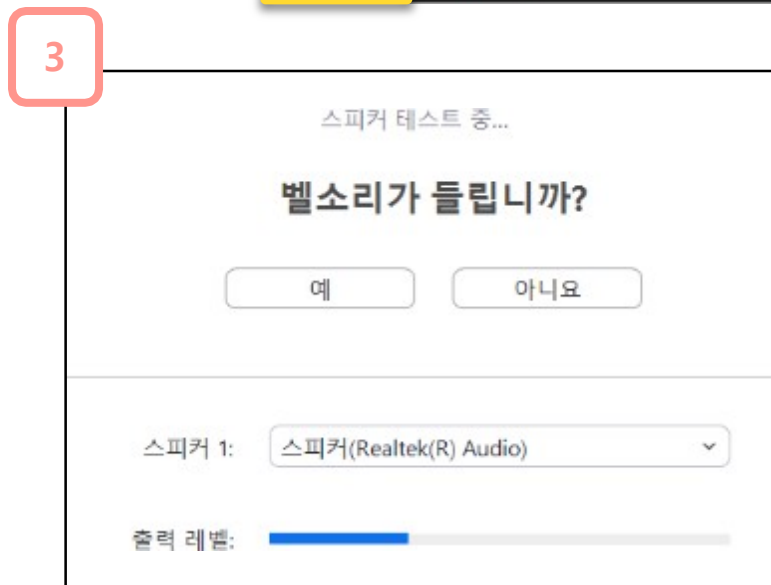 3
스피커 테스트 중...
벨소리가 들립니까?
예 아니요
스피커 1: 스피커(Realtek(R) Audio)
출력 레벨: